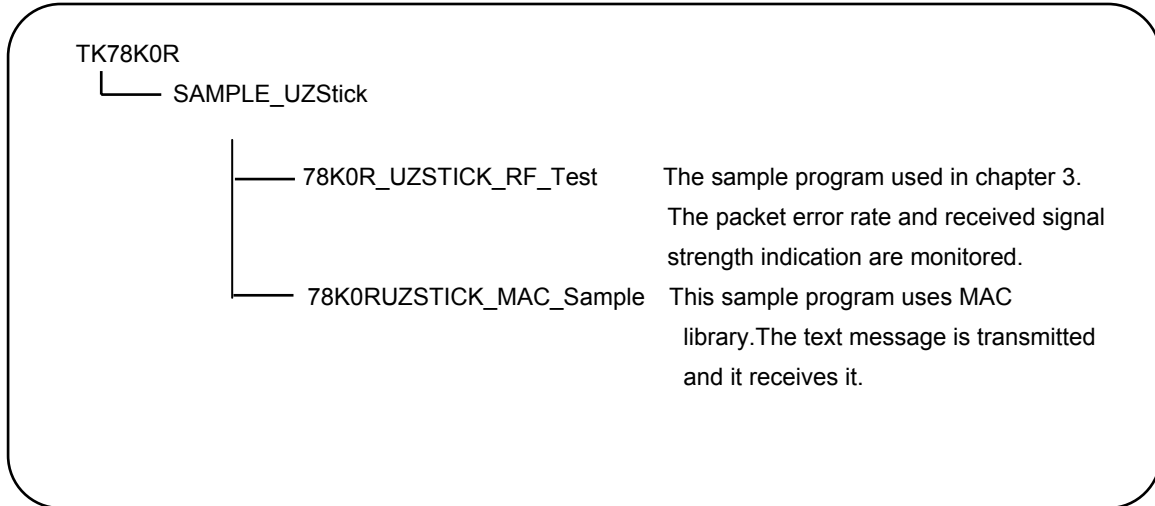 TK78K0R
SAMPLE_UZStick
78K0R_UZSTICK_RF_Test The sample program used in chapter 3.
The packet error rate and received signal
strength indication are monitored.
78K0RUZSTICK_MAC_Sample This sample program uses MAC
library.The text message is transmitted
and it receives it.